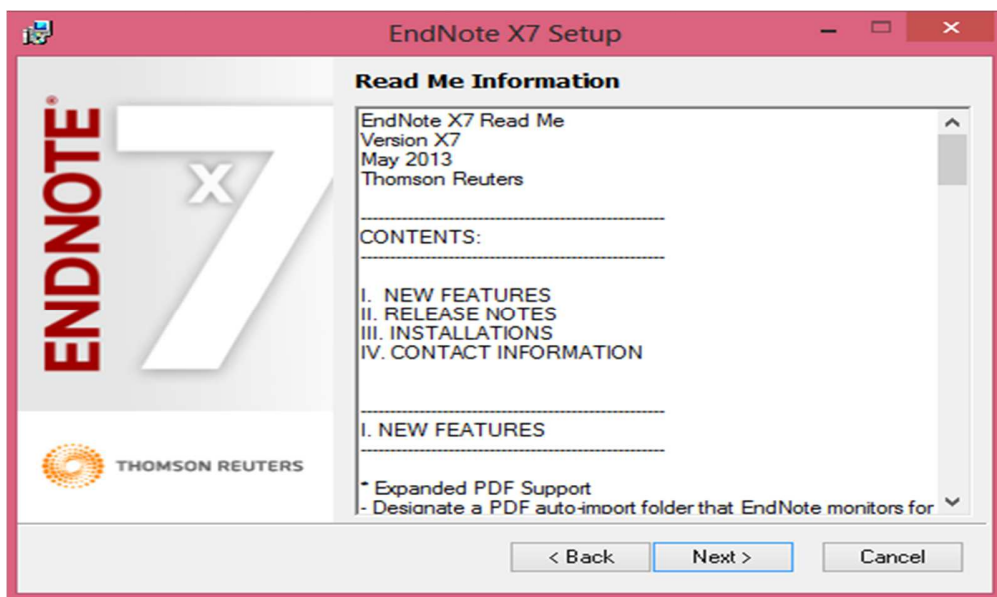 EndNote X7 Setup
ENDNOTE®
X7
THOMSON REUTERS
Read Me Information
EndNote X7 Read Me
Version X7
May 2013
Thomson Reuters
--------------------------------------------------
CONTENTS:
--------------------------------------------------
I.  NEW FEATURES
II. RELEASE NOTES
III. INSTALLATIONS
IV. CONTACT INFORMATION
--------------------------------------------------
I. NEW FEATURES
--------------------------------------------------
* Expanded PDF Support
- Designate a PDF auto-import folder that EndNote monitors for
< Back
Next >
Cancel